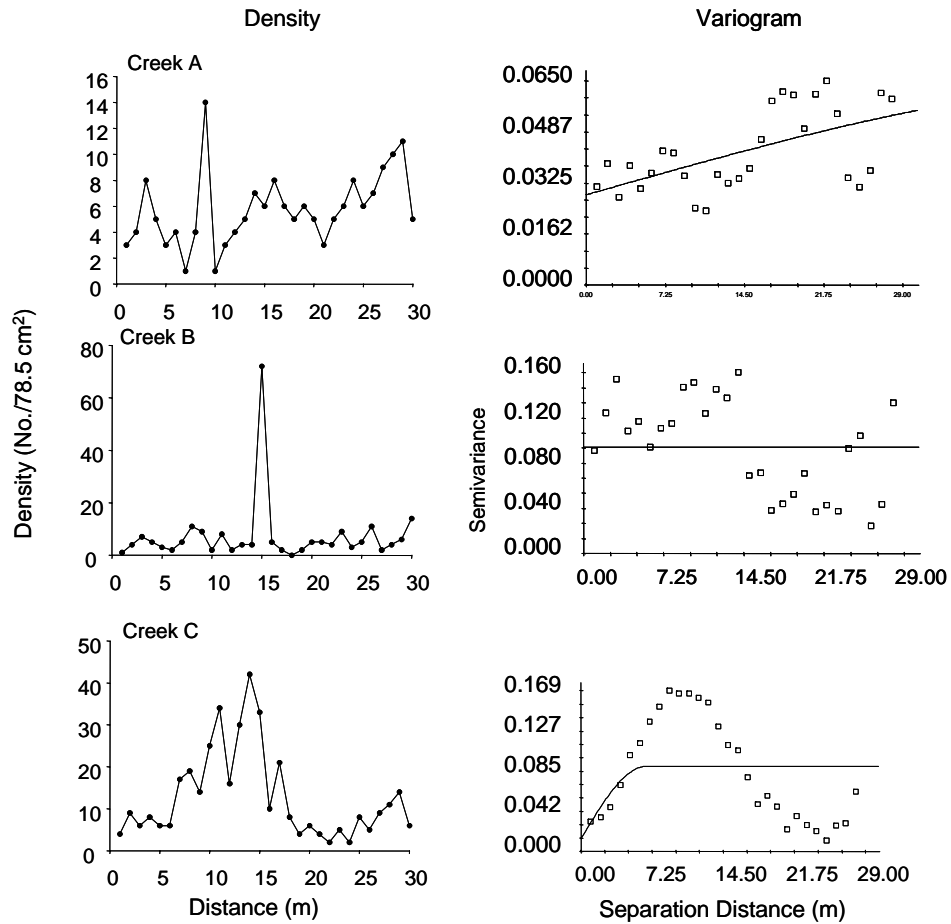 Density
Variogram
Creek A
16
14
12
10
8
6
4
2
0
0 5 10 15 20 25 30
0.0650
0.0487
0.0325
0.0162
0.0000
0.00 7.25 14.50 21.75 29.00
Creek B
80
60
40
20
0
0 5 10 15 20 25 30
Density (No./78.5 cm²)
0.160
0.120
0.080
0.040
0.000
0.00 7.25 14.50 21.75 29.00
Semivariance
Creek C
50
40
30
20
10
0
0 5 10 15 20 25 30
Distance (m)
0.169
0.127
0.085
0.042
0.000
0.00 7.25 14.50 21.75 29.00
Separation Distance (m)